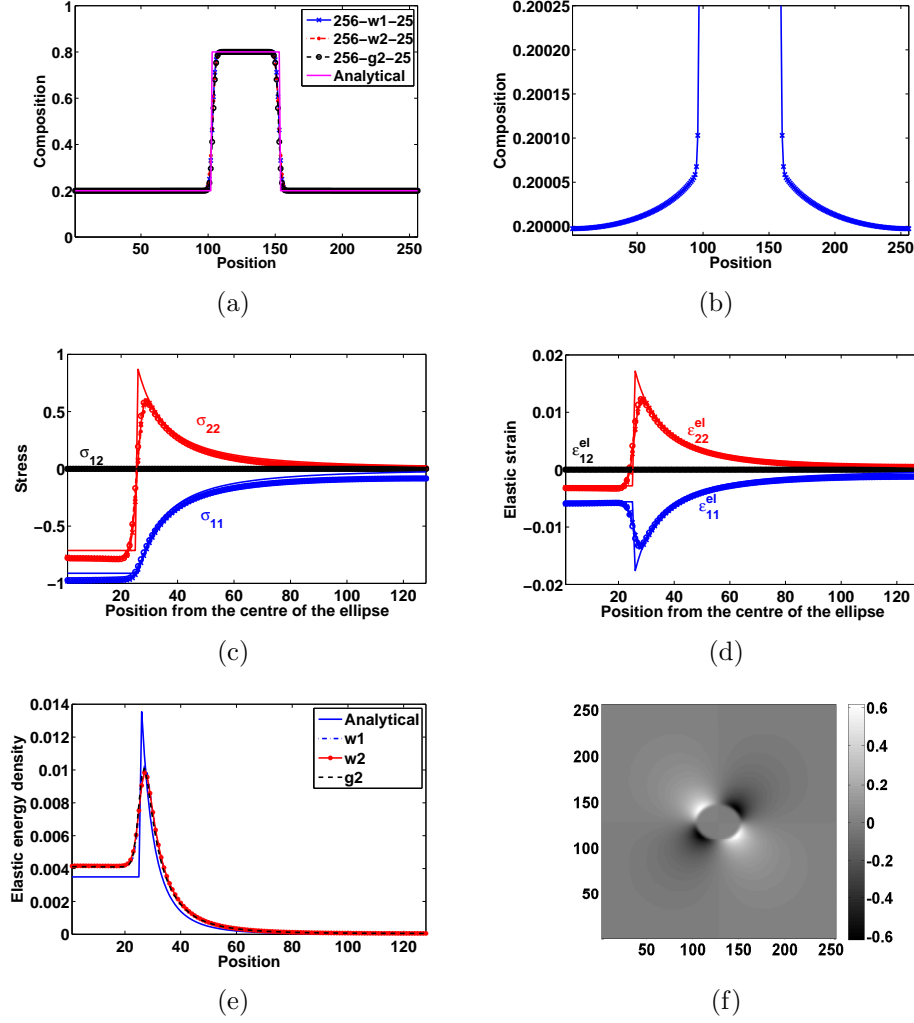 256-w1-25
256-w2-25
256-g2-25
Analytical
1
0.8
0.6
0.4
0.2
0
Composition
50 100 150 200 250
Position
(a)
0.20025
0.20020
0.20015
0.20010
0.20005
0.20000
Composition
0 50 100 150 200 250
Position
(b)
1
0.5
0
−0.5
−1
Stress
σ12
σ22
σ11
20 40 60 80 100 120
Position from the centre of the ellipse
(c)
0.02
0.01
0
−0.01
−0.02
Elastic strain
ε12el
ε22el
ε11el
20 40 60 80 100 120
Position from the centre of the ellipse
(d)
0.014
0.012
0.01
0.008
0.006
0.004
0.002
0
Elastic energy density
Analytical
w1
w2
g2
20 40 60 80 100 120
Position
(e)
250
200
150
100
50
50 100 150 200 250
0.6
0.4
0.2
0
-0.2
-0.4
-0.6
(f)